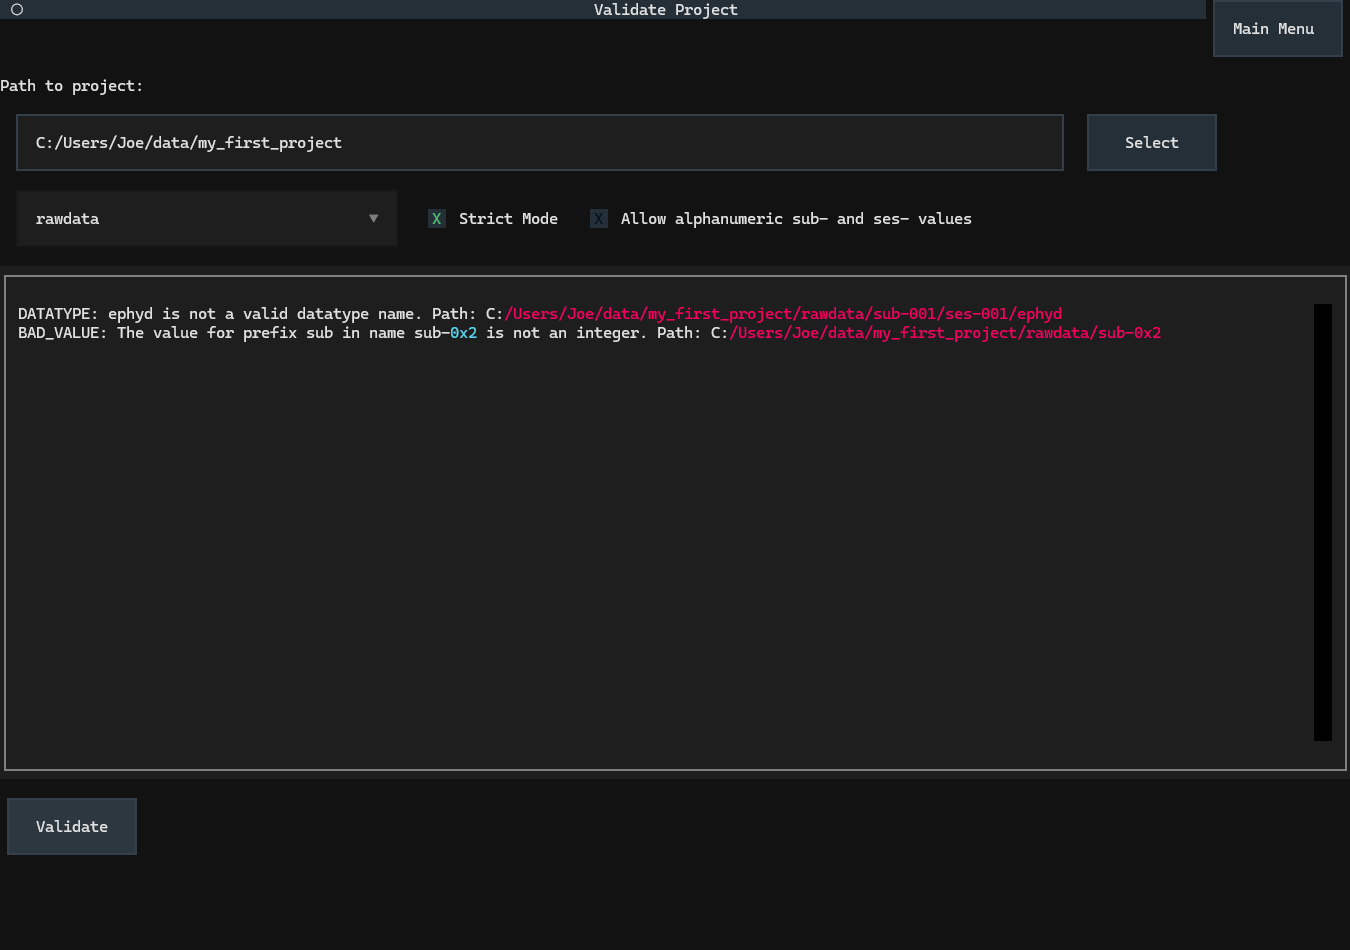 Validate Project
Main Menu
Path to project:
C:/Users/Joe/data/my_first_project
Select
rawdata ▼ X Strict Mode X Allow alphanumeric sub- and ses- values
DATATYPE: ephyd is not a valid datatype name. Path: C:/Users/Joe/data/my_first_project/rawdata/sub-001/ses-001/ephyd
BAD_VALUE: The value for prefix sub in name sub-0x2 is not an integer. Path: C:/Users/Joe/data/my_first_project/rawdata/sub-0x2
Validate